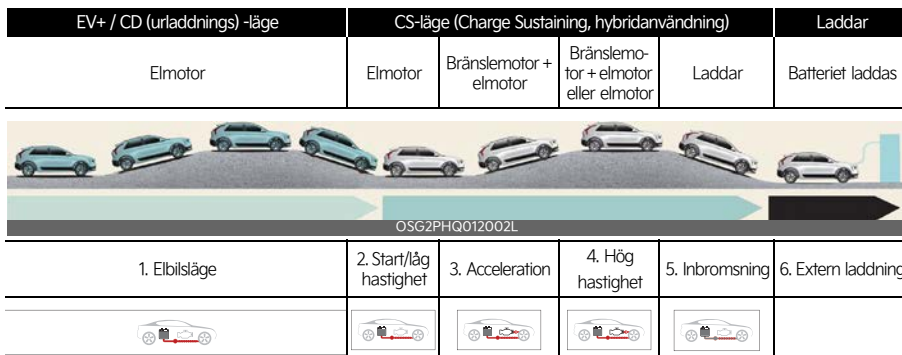 EV+ / CD (urladdnings) -läge
CS-läge (Charge Sustaining, hybridanvändning)
Laddar
Elmotor
Elmotor
Bränslemotor +
elmotor
Bränslemo-
tor + elmotor
eller elmotor
Laddar
Batteriet laddas
OSG2PHQ012002L
1. Elbilsläge
2. Start/låg
hastighet
3. Acceleration
4. Hög
hastighet
5. Inbromsning
6. Extern laddning